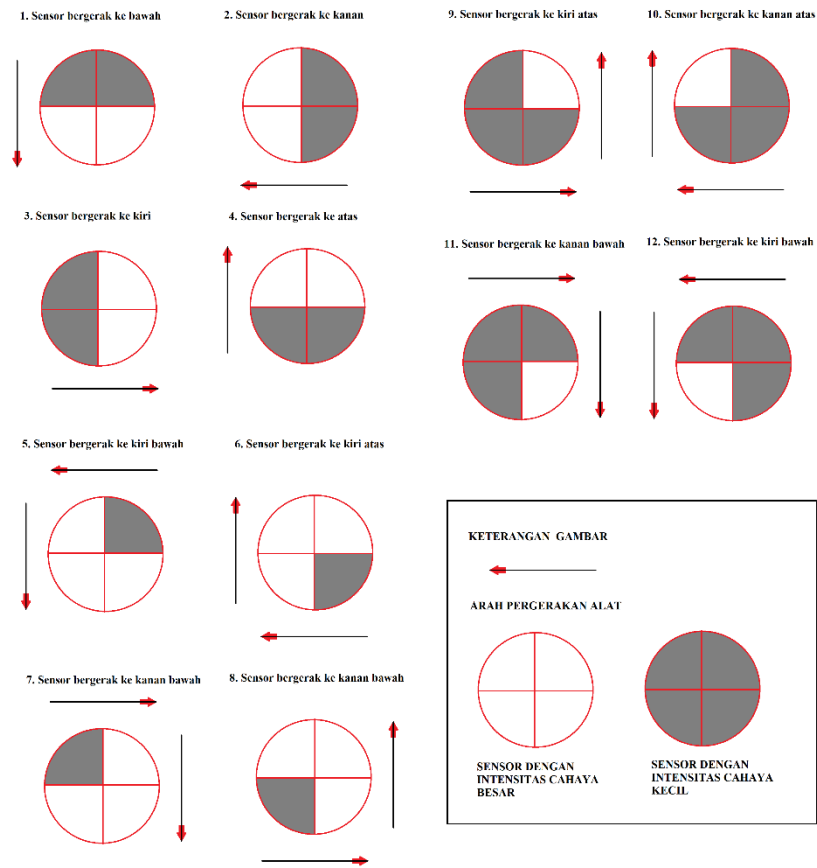 1. Sensor bergerak ke bawah
2. Sensor bergerak ke kanan
3. Sensor bergerak ke kiri
4. Sensor bergerak ke atas
5. Sensor bergerak ke kiri bawah
6. Sensor bergerak ke kiri atas
7. Sensor bergerak ke kanan bawah
8. Sensor bergerak ke kanan bawah
9. Sensor bergerak ke kiri atas
10. Sensor bergerak ke kanan atas
11. Sensor bergerak ke kanan bawah
12. Sensor bergerak ke kiri bawah
KETERANGAN GAMBAR
ARAH PERGERAKAN ALAT
SENSOR DENGAN
INTENSITAS CAHAYA
BESAR
SENSOR DENGAN
INTENSITAS CAHAYA
KECIL